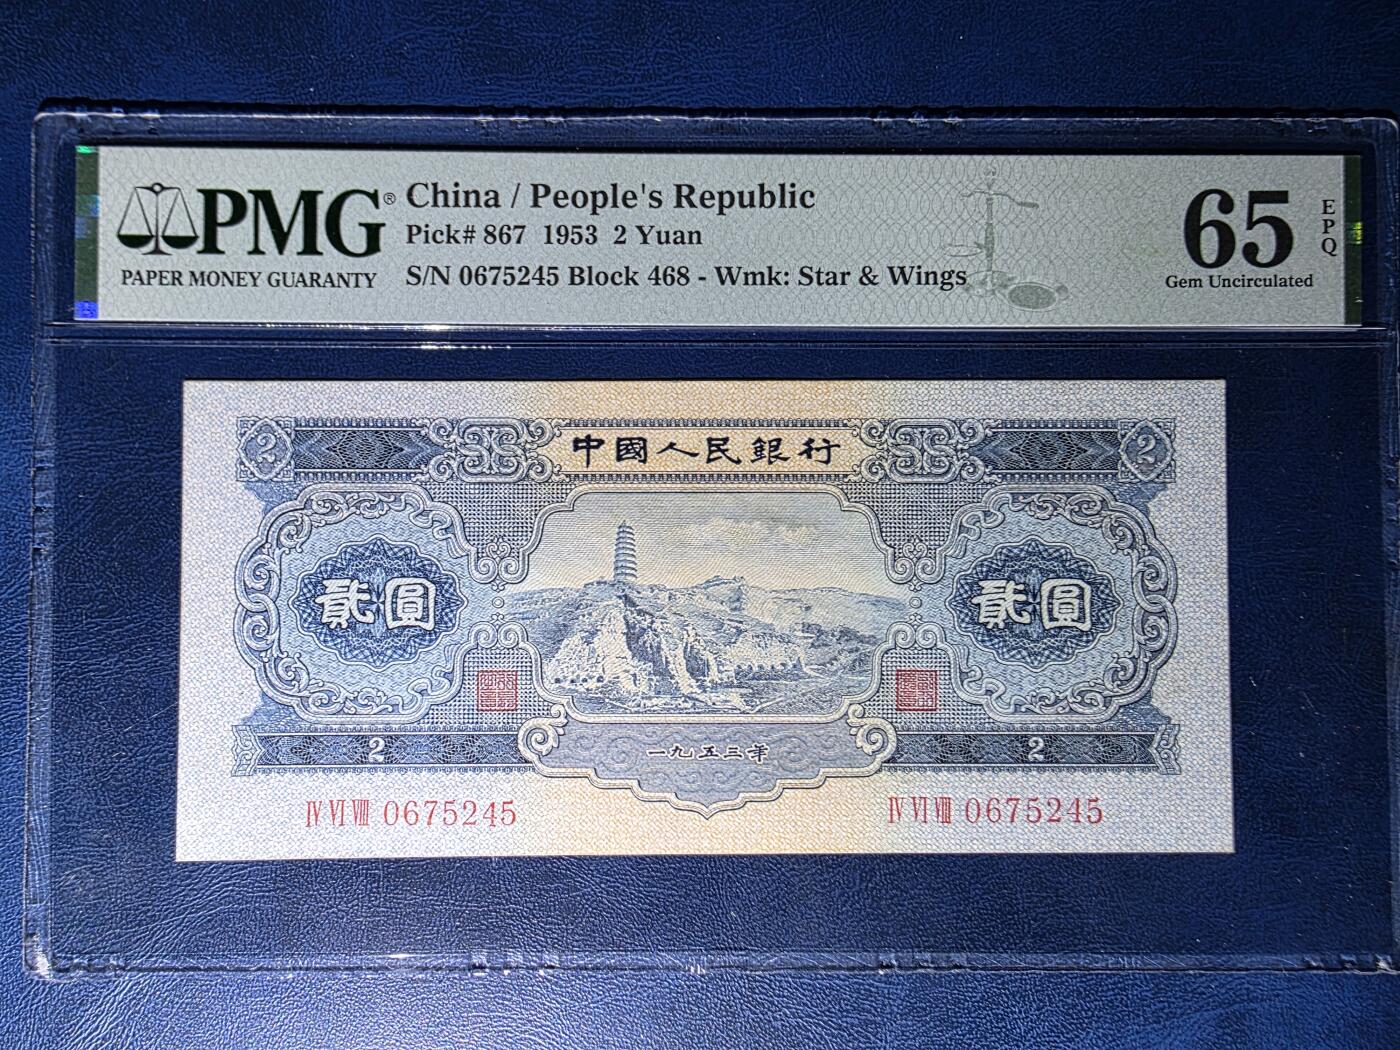 PMG®
PAPER MONEY GUARANTY
China / People's Republic
Pick# 867 1953 2 Yuan
S/N 0675245 Block 468 - Wmk: Star & Wings
65 EPQ
Gem Uncirculated
2 中國人民銀行 2
貳圓 貳圓
2 一九五三年 2
IV VI VIII 0675245 IV VI VIII 0675245